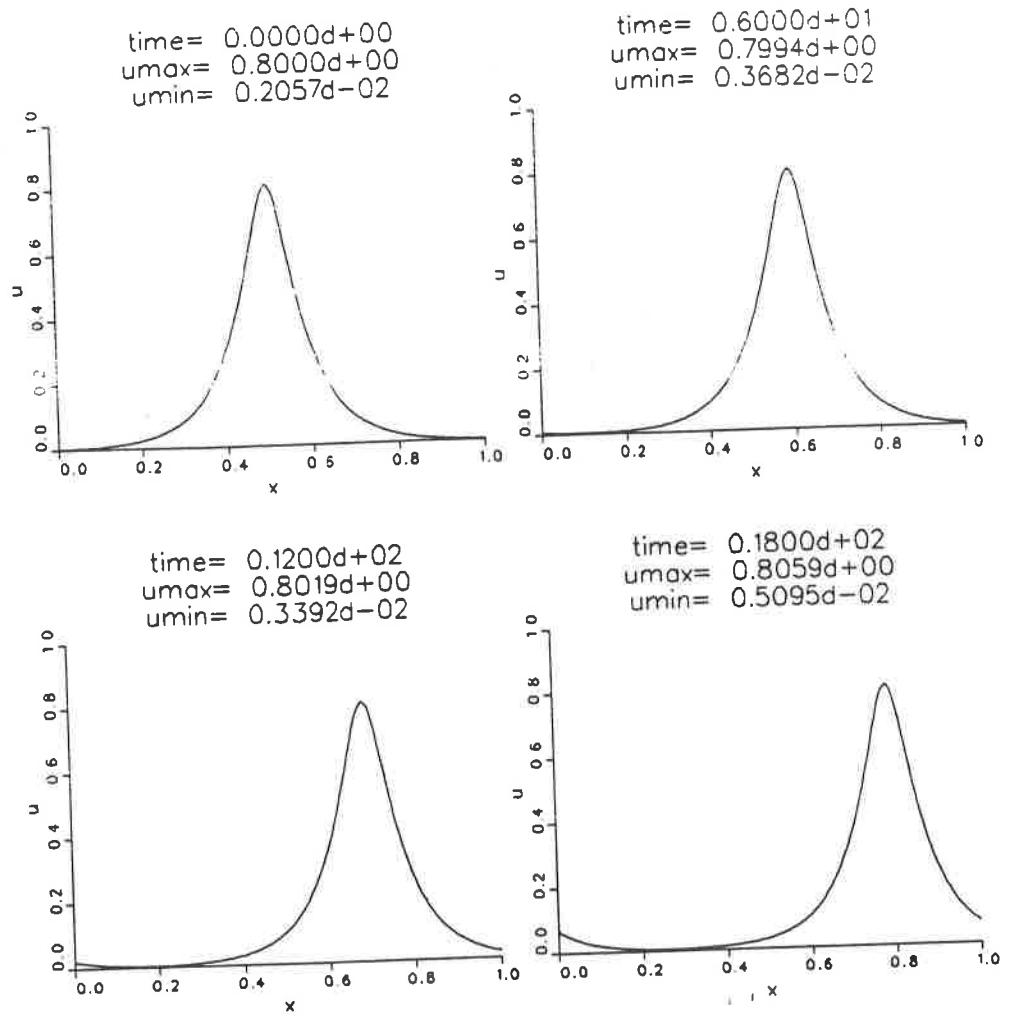 time= 0.0000d+00
umax= 0.8000d+00
umin= 0.2057d−02
u
0.0 0.2 0.4 0.6 0.8 1.0
0.0 0.2 0.4 0.6 0.8 1.0
x
time= 0.6000d+01
umax= 0.7994d+00
umin= 0.3682d−02
u
0.0 0.2 0.4 0.6 0.8 1.0
0.0 0.2 0.4 0.6 0.8 1.0
x
time= 0.1200d+02
umax= 0.8019d+00
umin= 0.3392d−02
u
0.0 0.2 0.4 0.6 0.8 1.0
0.0 0.2 0.4 0.6 0.8 1.0
x
time= 0.1800d+02
umax= 0.8059d+00
umin= 0.5095d−02
u
0.0 0.2 0.4 0.6 0.8 1.0
0.0 0.2 0.4 0.6 0.8 1.0
x